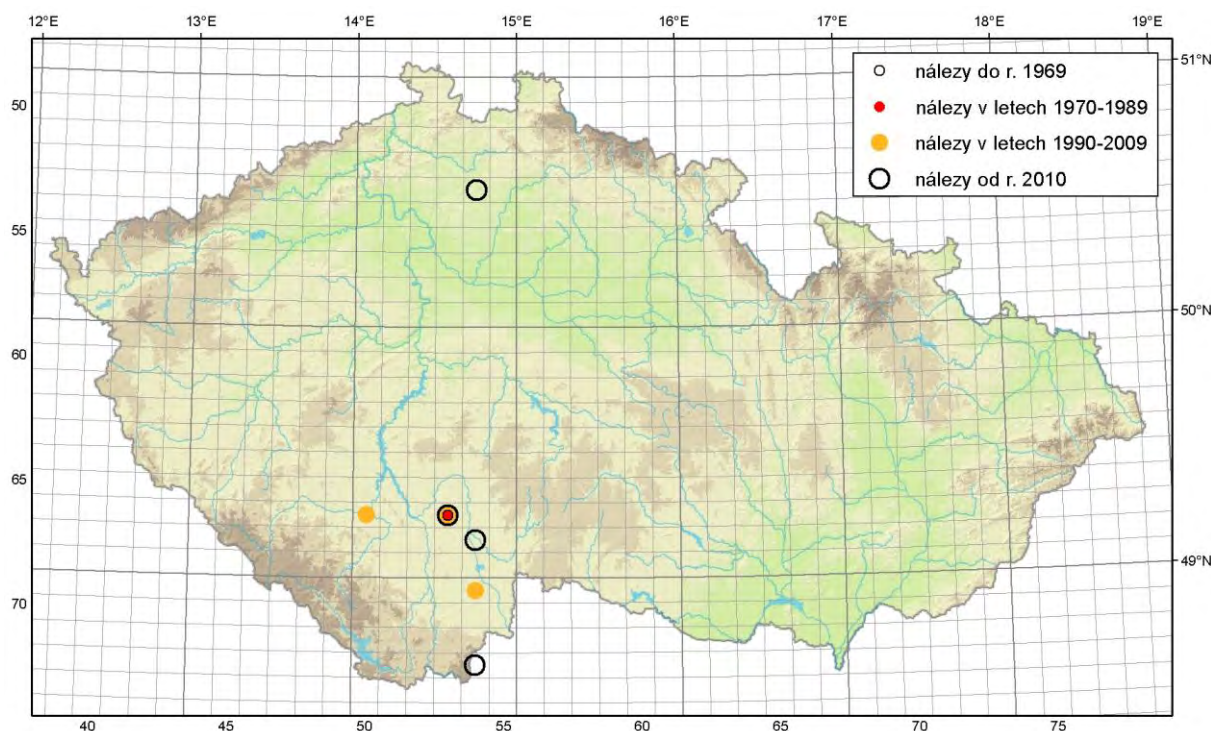 12°E 13°E 14°E 15°E 16°E 17°E 18°E 19°E
nálezy do r. 1969
nálezy v letech 1970-1989
nálezy v letech 1990-2009
nálezy od r. 2010
51°N
50
55
50°N
60
65
49°N
70
40 45 50 55 60 65 70 75